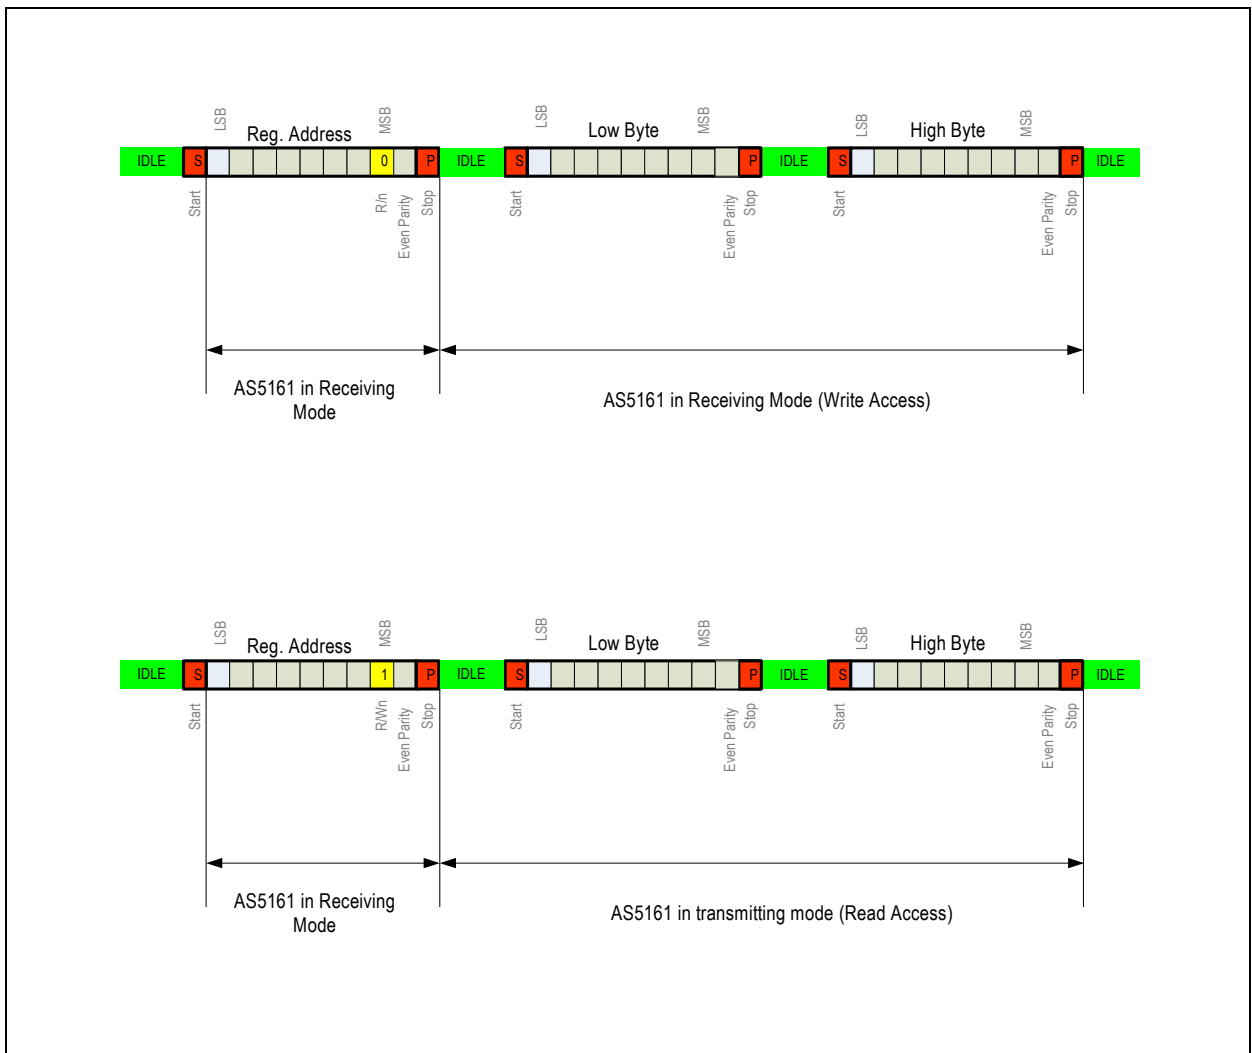 LSB
Reg. Address
MSB
LSB
Low Byte
MSB
LSB
High Byte
MSB
IDLE S 0 P IDLE S P IDLE S P IDLE
Start
R/n
Even Parity
Stop
Start
Even Parity
Stop
Start
Even Parity
Stop
AS5161 in Receiving
Mode
AS5161 in Receiving Mode (Write Access)
LSB
Reg. Address
MSB
LSB
Low Byte
MSB
LSB
High Byte
MSB
IDLE S 1 P IDLE S P IDLE S P IDLE
Start
R/Wn
Even Parity
Stop
Start
Even Parity
Stop
Start
Even Parity
Stop
AS5161 in Receiving
Mode
AS5161 in transmitting mode (Read Access)